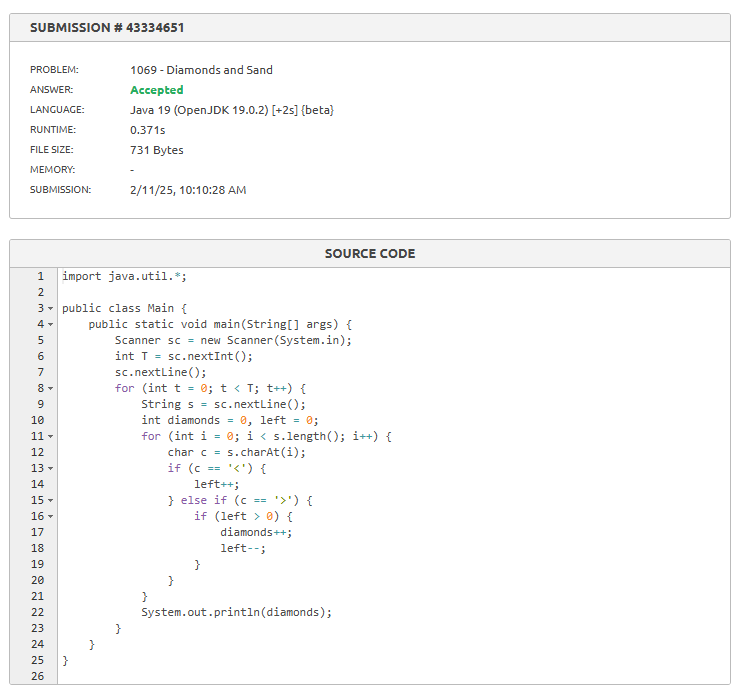 SUBMISSION # 43334651
PROBLEM: 1069 - Diamonds and Sand
ANSWER: Accepted
LANGUAGE: Java 19 (OpenJDK 19.0.2) [+2s] {beta}
RUNTIME: 0.371s
FILE SIZE: 731 Bytes
MEMORY: -
SUBMISSION: 2/11/25, 10:10:28 AM
SOURCE CODE
1 import java.util.*;
2
3 public class Main {
4     public static void main(String[] args) {
5         Scanner sc = new Scanner(System.in);
6         int T = sc.nextInt();
7         sc.nextLine();
8         for (int t = 0; t < T; t++) {
9             String s = sc.nextLine();
10             int diamonds = 0, left = 0;
11             for (int i = 0; i < s.length(); i++) {
12                 char c = s.charAt(i);
13                 if (c == '<') {
14                     left++;
15                 } else if (c == '>') {
16                     if (left > 0) {
17                         diamonds++;
18                         left--;
19                     }
20                 }
21             }
22             System.out.println(diamonds);
23         }
24     }
25 }
26